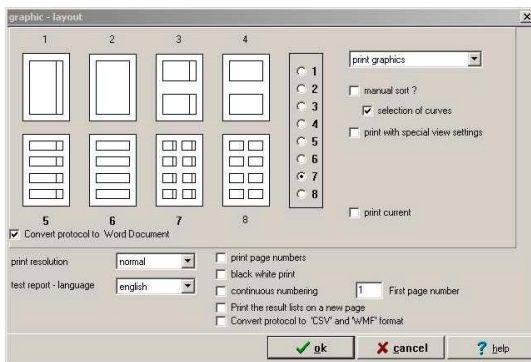 graphic - layout
1 2 3 4
print graphics
1
2
3
4
5
6
7
8
manual sort ?
selection of curves
print with special view settings
print current
5 6 7 8
Convert protocol to Word Document
print resolution normal
test report - language english
print page numbers
black white print
continuous numbering 1 First page number
Print the result lists on a new page
Convert protocol to 'CSV' and 'WMF' format
ok cancel ? help